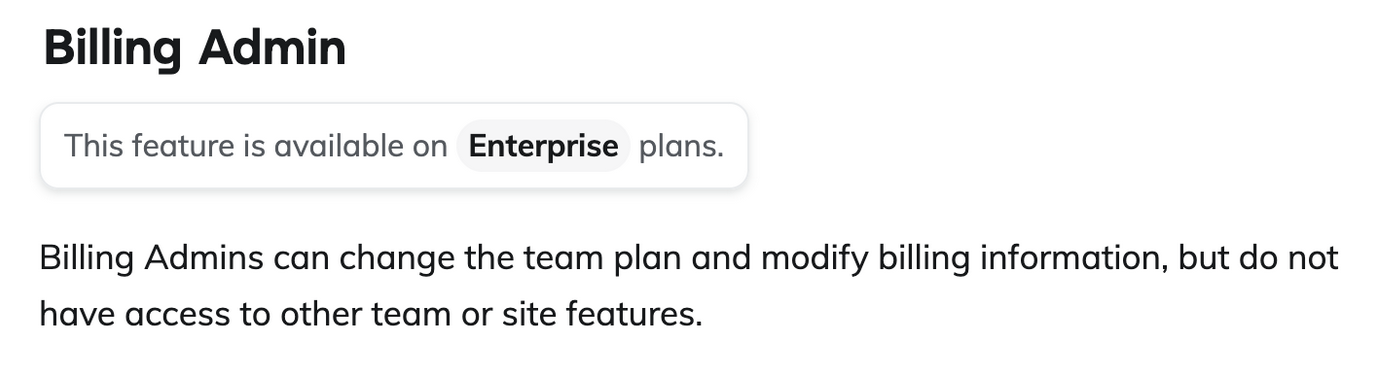 Billing Admin
This feature is available on Enterprise plans.
Billing Admins can change the team plan and modify billing information, but do not
have access to other team or site features.